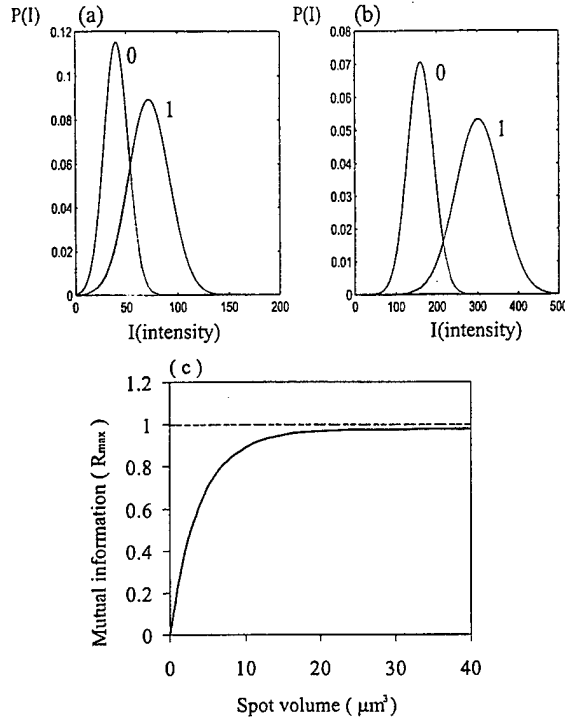 P(I) (a)
0.12
0.1
0.08
0.06
0.04
0.02
0
0 50 100 150 200
I(intensity)
0
1
P(I) (b)
0.08
0.07
0.06
0.05
0.04
0.03
0.02
0.01
0
0 100 200 300 400 500
I(intensity)
0
1
( c )
1.2
1
0.8
0.6
0.4
0.2
0
0 10 20 30 40
Mutual information ( Rmax )
Spot volume ( μm³ )